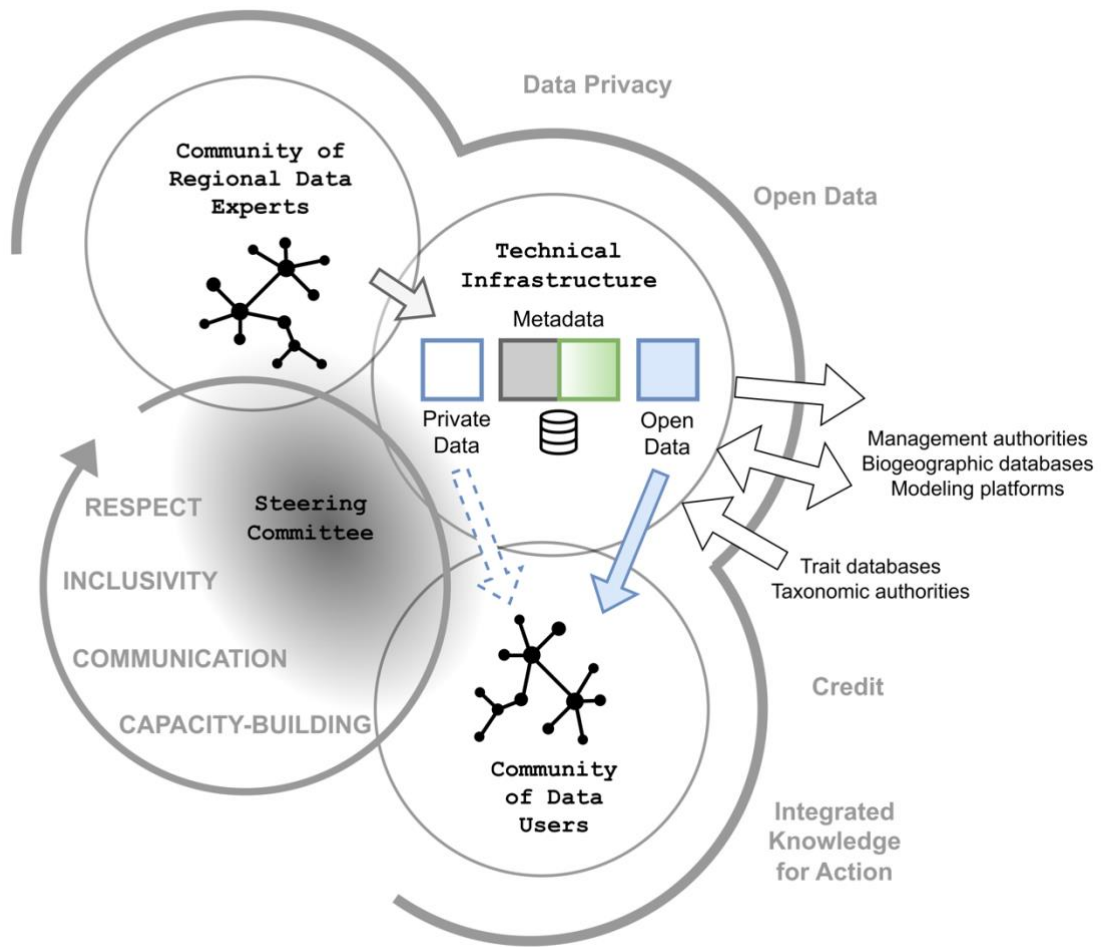 Data Privacy
Community of
Regional Data
Experts
Open Data
Technical
Infrastructure
Metadata
Private
Data
Open
Data
Management authorities
Biogeographic databases
Modeling platforms
RESPECT
Steering
Committee
INCLUSIVITY
Trait databases
Taxonomic authorities
COMMUNICATION
Credit
CAPACITY-BUILDING
Community
of Data
Users
Integrated
Knowledge
for Action